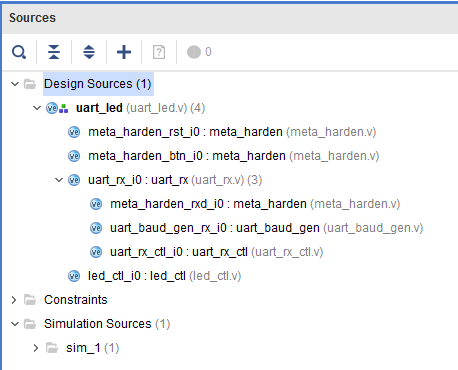 Sources
0
Design Sources (1)
uart_led (uart_led.v) (4)
meta_harden_rst_i0 : meta_harden (meta_harden.v)
meta_harden_btn_i0 : meta_harden (meta_harden.v)
uart_rx_i0 : uart_rx (uart_rx.v) (3)
meta_harden_rxd_i0 : meta_harden (meta_harden.v)
uart_baud_gen_rx_i0 : uart_baud_gen (uart_baud_gen.v)
uart_rx_ctl_i0 : uart_rx_ctl (uart_rx_ctl.v)
led_ctl_i0 : led_ctl (led_ctl.v)
Constraints
Simulation Sources (1)
sim_1 (1)